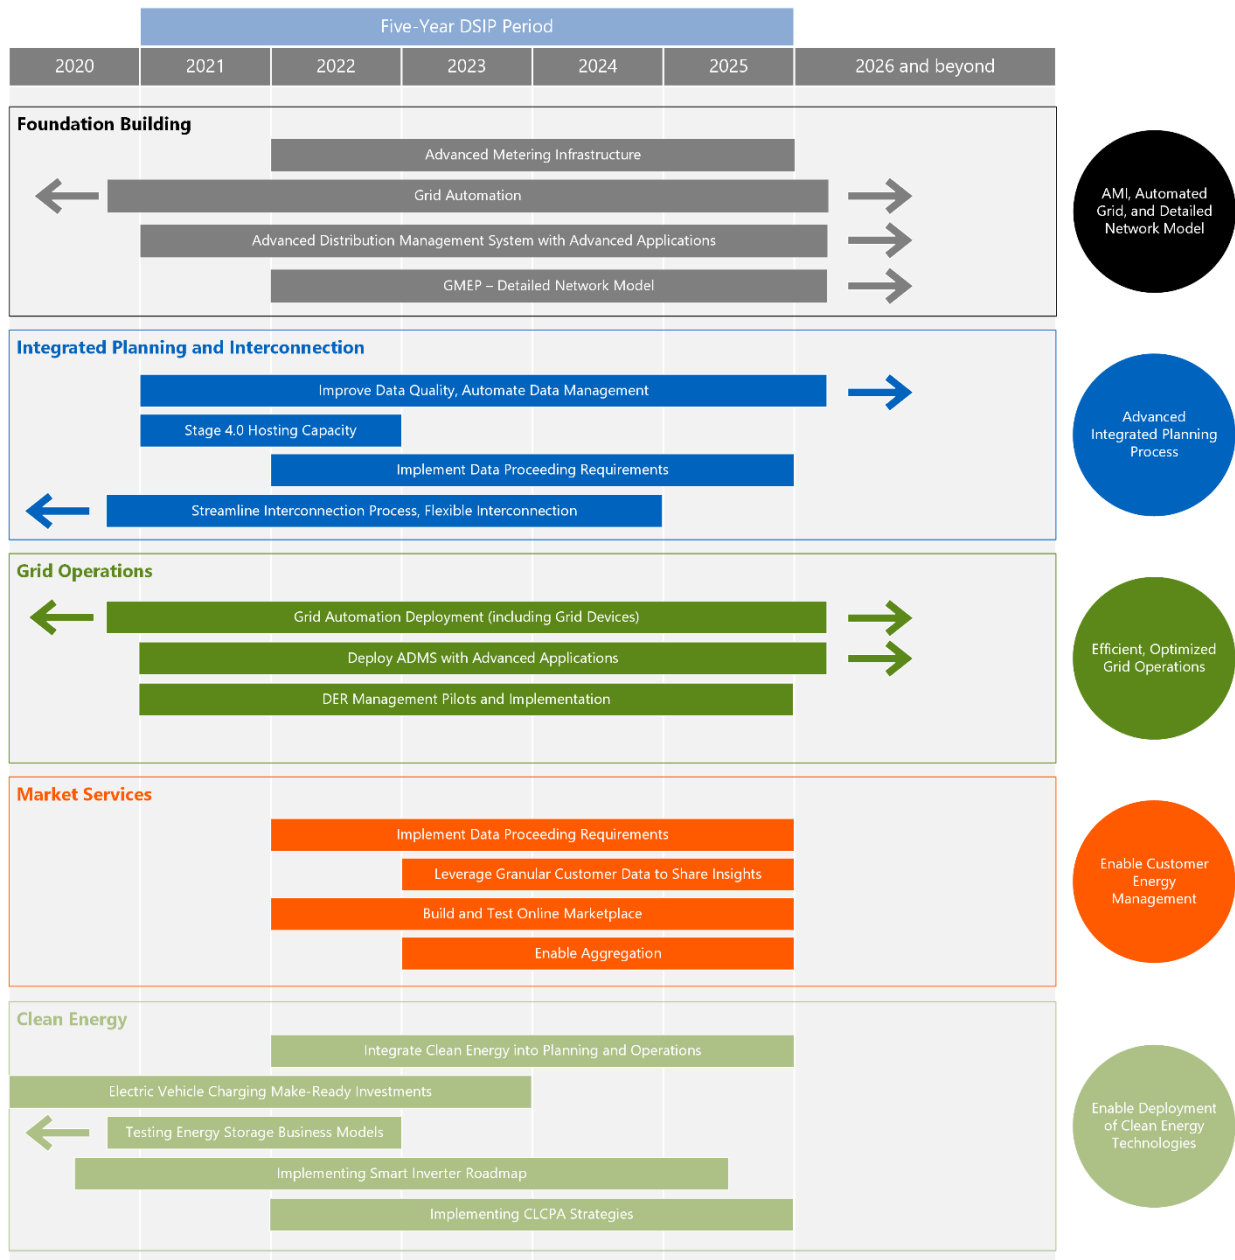 Five-Year DSIP Period
2020
2021
2022
2023
2024
2025
2026 and beyond
Foundation Building
Advanced Metering Infrastructure
Grid Automation
Advanced Distribution Management System with Advanced Applications
GMEP – Detailed Network Model
AMI, Automated
Grid, and Detailed
Network Model
Integrated Planning and Interconnection
Improve Data Quality, Automate Data Management
Stage 4.0 Hosting Capacity
Implement Data Proceeding Requirements
Streamline Interconnection Process, Flexible Interconnection
Advanced
Integrated Planning
Process
Grid Operations
Grid Automation Deployment (including Grid Devices)
Deploy ADMS with Advanced Applications
DER Management Pilots and Implementation
Efficient, Optimized
Grid Operations
Market Services
Implement Data Proceeding Requirements
Leverage Granular Customer Data to Share Insights
Build and Test Online Marketplace
Enable Aggregation
Enable Customer
Energy
Management
Clean Energy
Integrate Clean Energy into Planning and Operations
Electric Vehicle Charging Make-Ready Investments
Testing Energy Storage Business Models
Implementing Smart Inverter Roadmap
Implementing CLCPA Strategies
Enable Deployment
of Clean Energy
Technologies